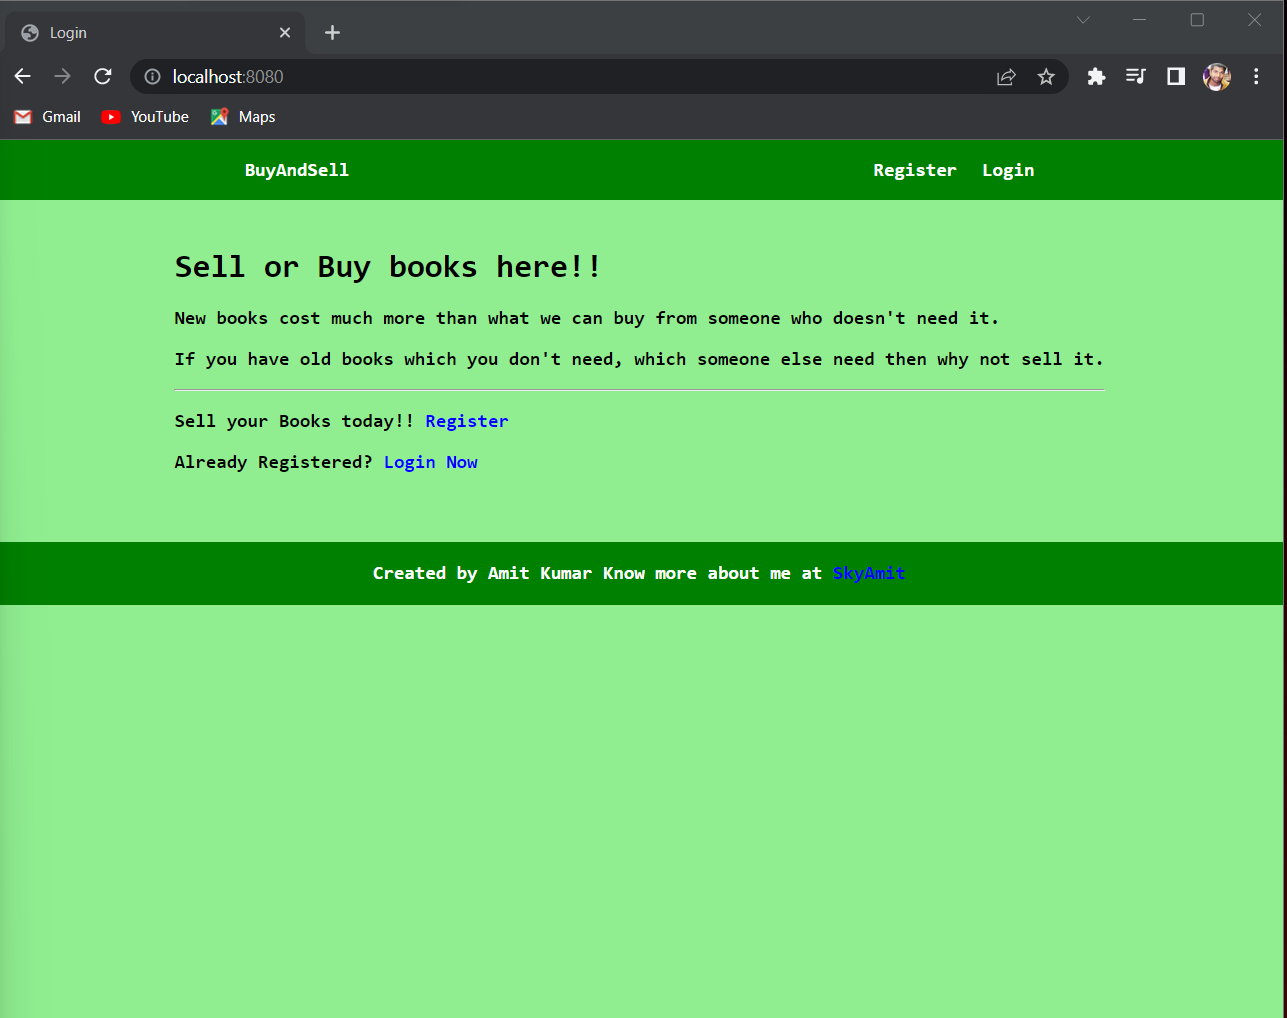 Login
localhost:8080
Gmail YouTube Maps
BuyAndSell Register Login
Sell or Buy books here!!
New books cost much more than what we can buy from someone who doesn't need it.
If you have old books which you don't need, which someone else need then why not sell it.
Sell your Books today!! Register
Already Registered? Login Now
Created by Amit Kumar Know more about me at SkyAmit